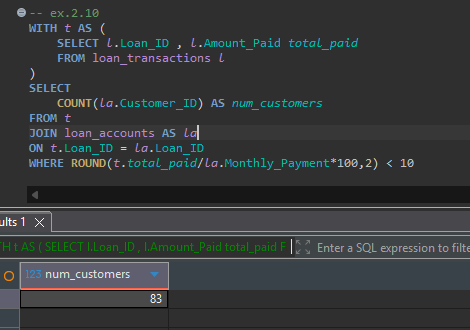 -- ex.2.10
WITH t AS (
SELECT l.Loan_ID , l.Amount_Paid total_paid
FROM loan_transactions l
)
SELECT
COUNT(la.Customer_ID) AS num_customers
FROM t
JOIN loan_accounts AS la
ON t.Loan_ID = la.Loan_ID
WHERE ROUND(t.total_paid/la.Monthly_Payment*100,2) < 10
ults 1 X
TH t AS ( SELECT l.Loan_ID , l.Amount_Paid total_paid F Enter a SQL expression to filte
123 num_customers
83